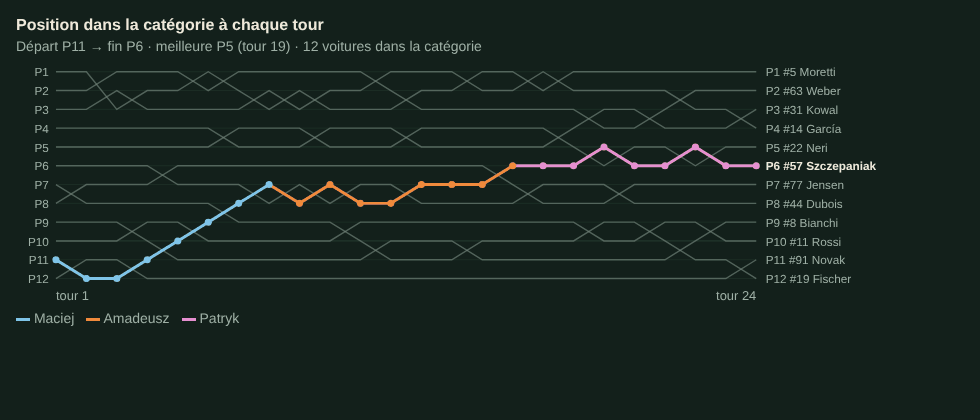 Position dans la catégorie à chaque tour
Départ P11 → fin P6 · meilleure P5 (tour 19) · 12 voitures dans la catégorie
P1 P1 #5 Moretti
P2 P2 #63 Weber
P3 P3 #31 Kowal
P4 P4 #14 García
P5 P5 #22 Neri
P6 P6 #57 Szczepaniak
P7 P7 #77 Jensen
P8 P8 #44 Dubois
P9 P9 #8 Bianchi
P10 P10 #11 Rossi
P11 P11 #91 Novak
P12 P12 #19 Fischer
tour 1 tour 24
Maciej Amadeusz Patryk